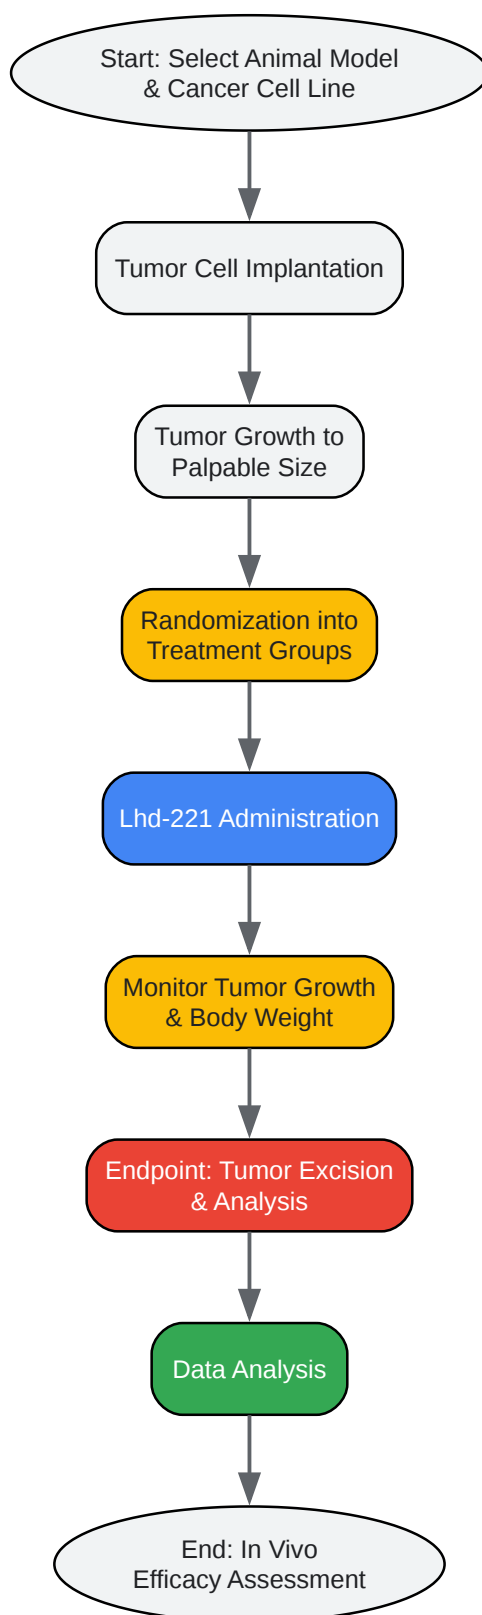 Start: Select Animal Model
& Cancer Cell Line
Tumor Cell Implantation
Tumor Growth to
Palpable Size
Randomization into
Treatment Groups
Lhd-221 Administration
Monitor Tumor Growth
& Body Weight
Endpoint: Tumor Excision
& Analysis
Data Analysis
End: In Vivo
Efficacy Assessment